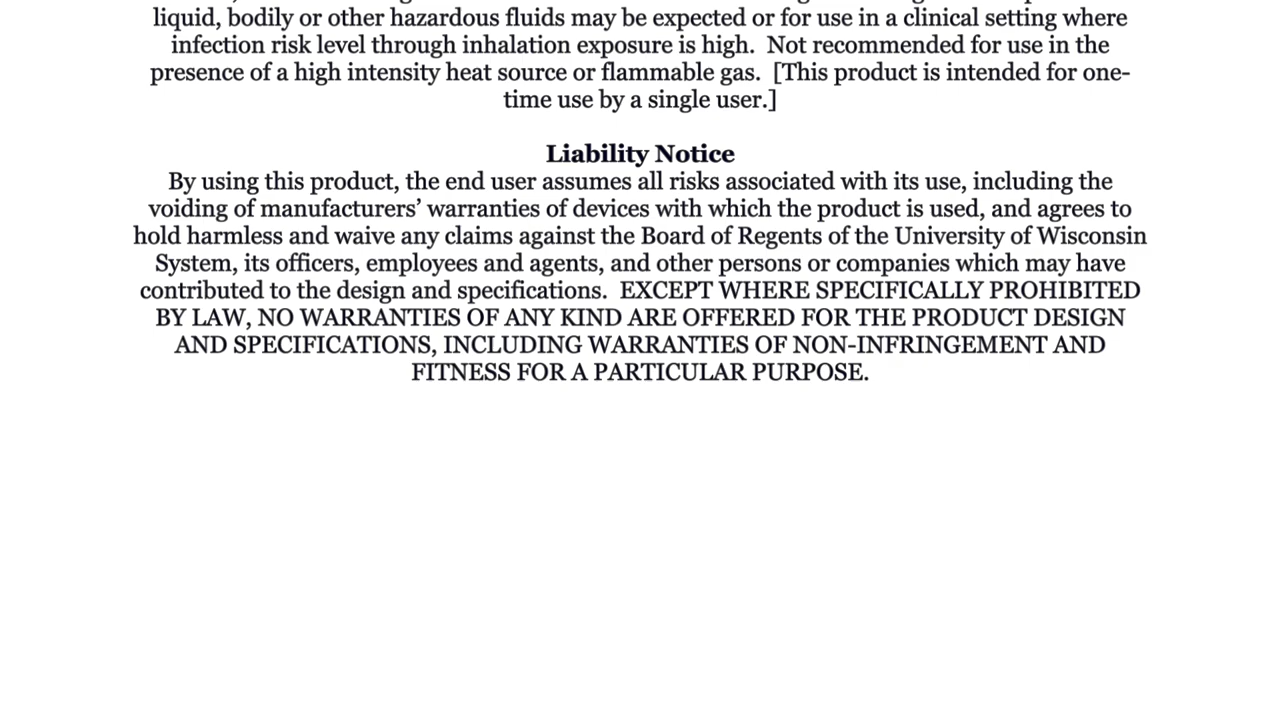 liquid, bodily or other hazardous fluids may be expected or for use in a clinical setting where
infection risk level through inhalation exposure is high.  Not recommended for use in the
presence of a high intensity heat source or flammable gas.  [This product is intended for one-
time use by a single user.]
Liability Notice
By using this product, the end user assumes all risks associated with its use, including the
voiding of manufacturers’ warranties of devices with which the product is used, and agrees to
hold harmless and waive any claims against the Board of Regents of the University of Wisconsin
System, its officers, employees and agents, and other persons or companies which may have
contributed to the design and specifications.  EXCEPT WHERE SPECIFICALLY PROHIBITED
BY LAW, NO WARRANTIES OF ANY KIND ARE OFFERED FOR THE PRODUCT DESIGN
AND SPECIFICATIONS, INCLUDING WARRANTIES OF NON-INFRINGEMENT AND
FITNESS FOR A PARTICULAR PURPOSE.